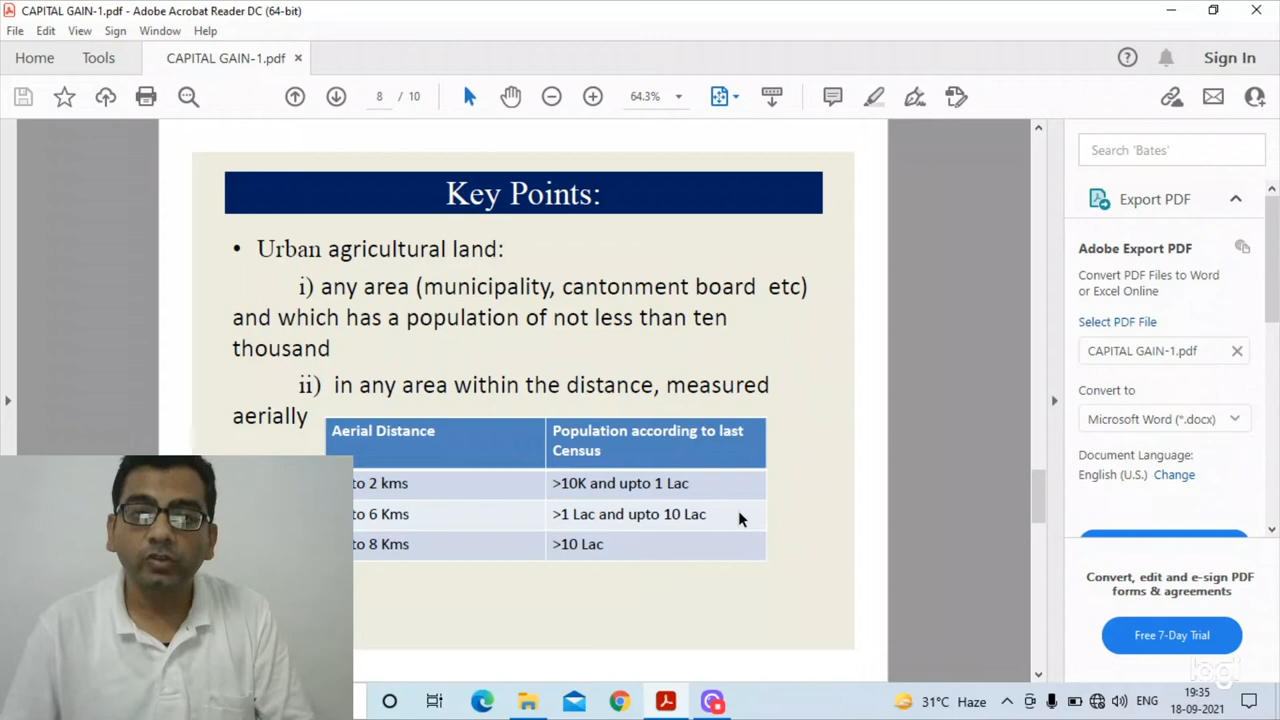 CAPITAL GAIN-1.pdf - Adobe Acrobat Reader DC (64-bit)
File Edit View Sign Window Help
Home Tools CAPITAL GAIN-1.pdf × Sign In
8 / 10 64.3%
Key Points:
• Urban agricultural land:
i) any area (municipality, cantonment board etc)
and which has a population of not less than ten
thousand
ii) in any area within the distance, measured
aerially
Aerial Distance Population according to last
Census
to 2 kms >10K and upto 1 Lac
to 6 Kms >1 Lac and upto 10 Lac
to 8 Kms >10 Lac
Search 'Bates'
Export PDF
Adobe Export PDF
Convert PDF Files to Word
or Excel Online
Select PDF File
CAPITAL GAIN-1.pdf
Convert to
Microsoft Word (*.docx)
Document Language:
English (U.S.) Change
Convert, edit and e-sign PDF
forms & agreements
Free 7-Day Trial
logi
31°C Haze ENG 19:35
18-09-2021